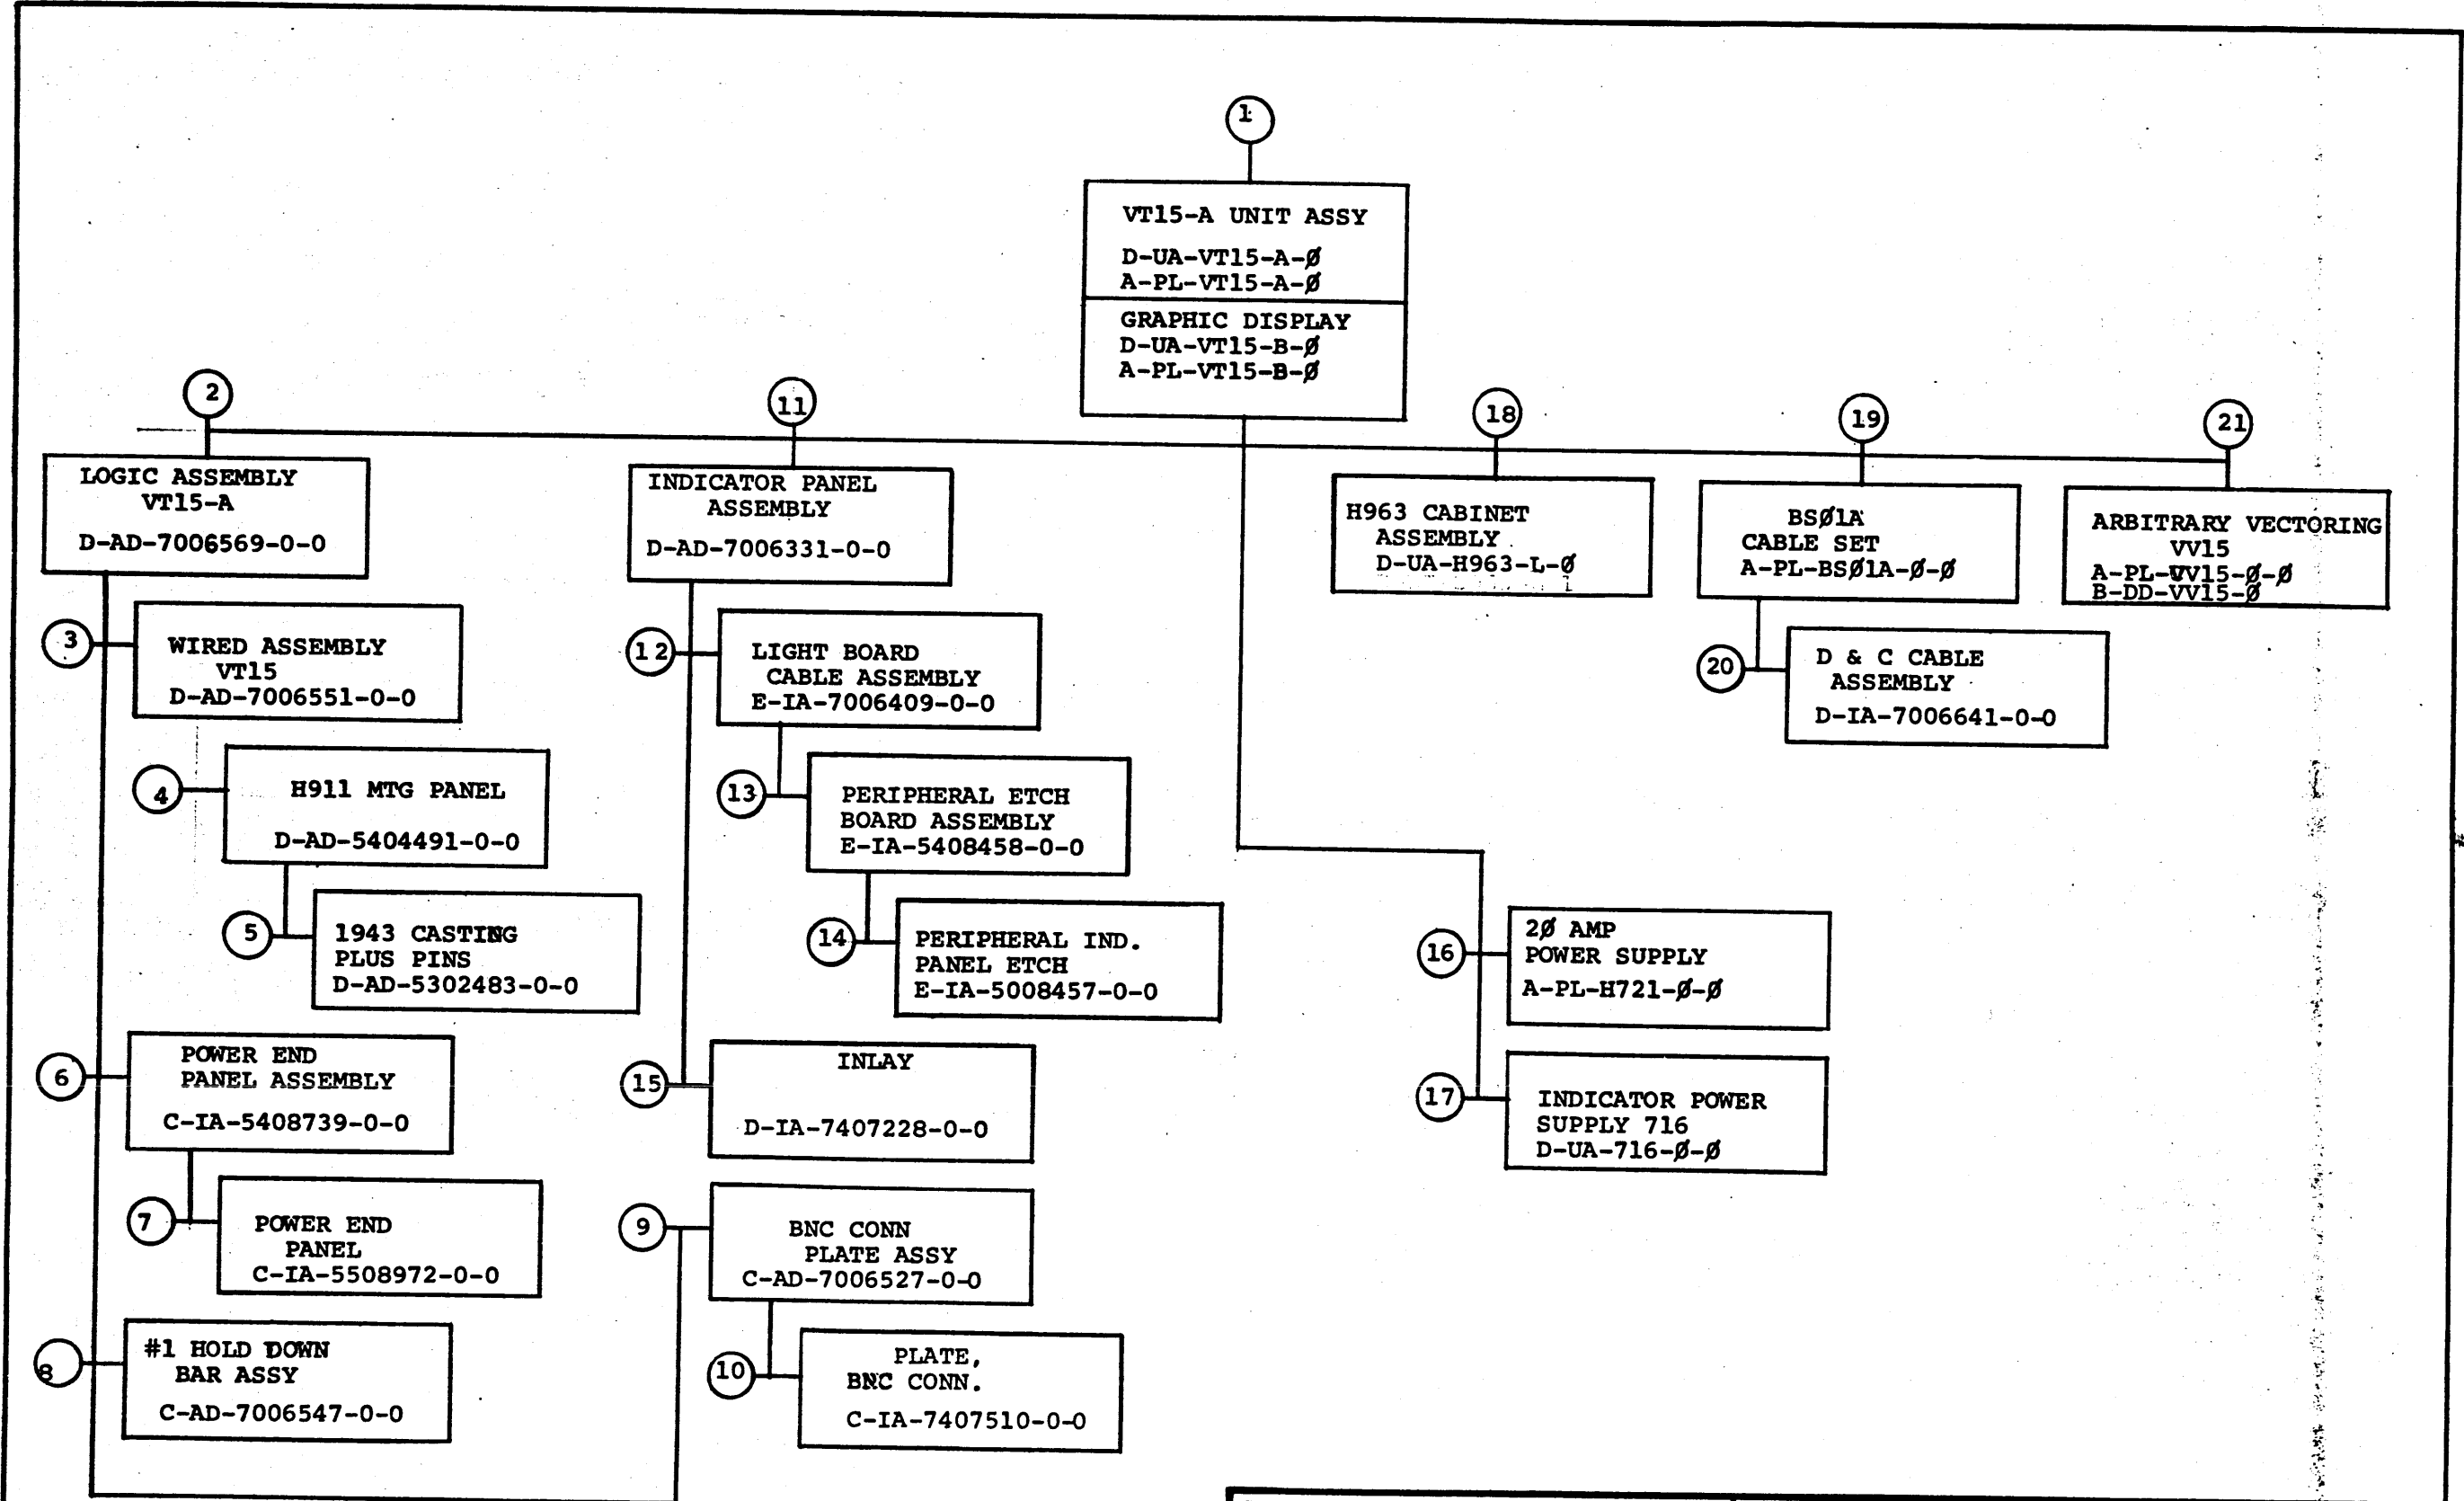 1
VT15-A UNIT ASSY
D-UA-VT15-A-Ø
A-PL-VT15-A-Ø
GRAPHIC DISPLAY
D-UA-VT15-B-Ø
A-PL-VT15-B-Ø
2
LOGIC ASSEMBLY
VT15-A
D-AD-7006569-0-0
3
WIRED ASSEMBLY
VT15
D-AD-7006551-0-0
4
H911 MTG PANEL
D-AD-5404491-0-0
5
1943 CASTING
PLUS PINS
D-AD-5302483-0-0
6
POWER END
PANEL ASSEMBLY
C-IA-5408739-0-0
7
POWER END
PANEL
C-IA-5508972-0-0
8
#1 HOLD DOWN
BAR ASSY
C-AD-7006547-0-0
11
INDICATOR PANEL
ASSEMBLY
D-AD-7006331-0-0
12
LIGHT BOARD
CABLE ASSEMBLY
E-IA-7006409-0-0
13
PERIPHERAL ETCH
BOARD ASSEMBLY
E-IA-5408458-0-0
14
PERIPHERAL IND.
PANEL ETCH
E-IA-5008457-0-0
15
INLAY
D-IA-7407228-0-0
9
BNC CONN
PLATE ASSY
C-AD-7006527-0-0
10
PLATE,
BNC CONN.
C-IA-7407510-0-0
18
H963 CABINET
ASSEMBLY
D-UA-H963-L-Ø
19
BSØ1A
CABLE SET
A-PL-BSØ1A-Ø-Ø
20
D & C CABLE
ASSEMBLY
D-IA-7006641-0-0
21
ARBITRARY VECTORING
VV15
A-PL-VV15-Ø-Ø
B-DD-VV15-Ø
16
2Ø AMP
POWER SUPPLY
A-PL-H721-Ø-Ø
17
INDICATOR POWER
SUPPLY 716
D-UA-716-Ø-Ø